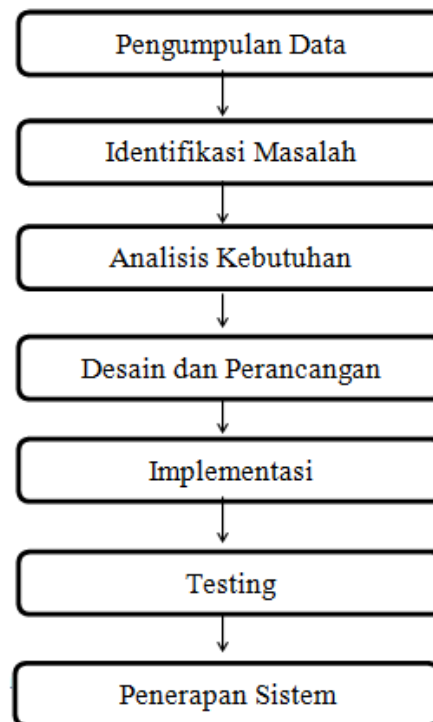 Pengumpulan Data
Identifikasi Masalah
Analisis Kebutuhan
Desain dan Perancangan
Implementasi
Testing
Penerapan Sistem